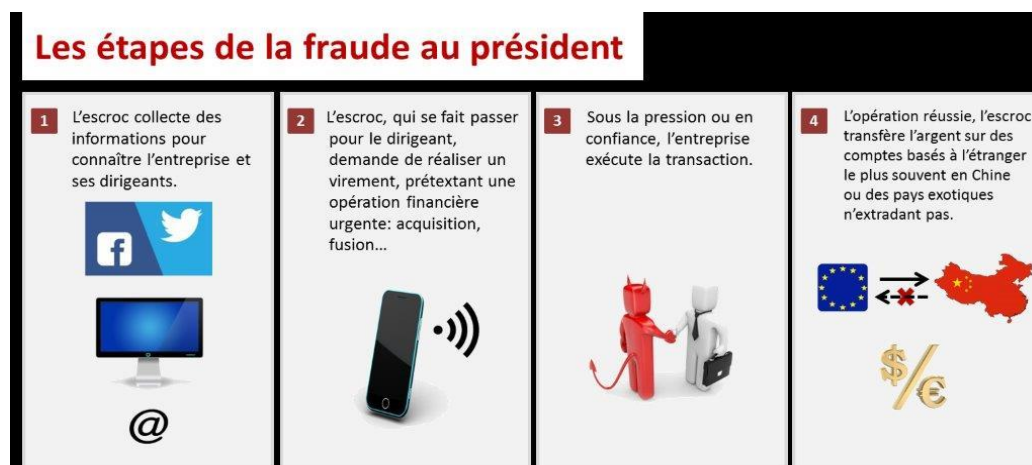 Les étapes de la fraude au président
1
L'escroc collecte des
informations pour
connaître l'entreprise et
ses dirigeants.
@
2
L'escroc, qui se fait passer
pour le dirigeant,
demande de réaliser un
virement, prétextant une
opération financière
urgente: acquisition,
fusion...
3
Sous la pression ou en
confiance, l'entreprise
exécute la transaction.
4
L'opération réussie, l'escroc
transfère l'argent sur des
comptes basés à l'étranger
le plus souvent en Chine
ou des pays exotiques
n'extradant pas.
$/€